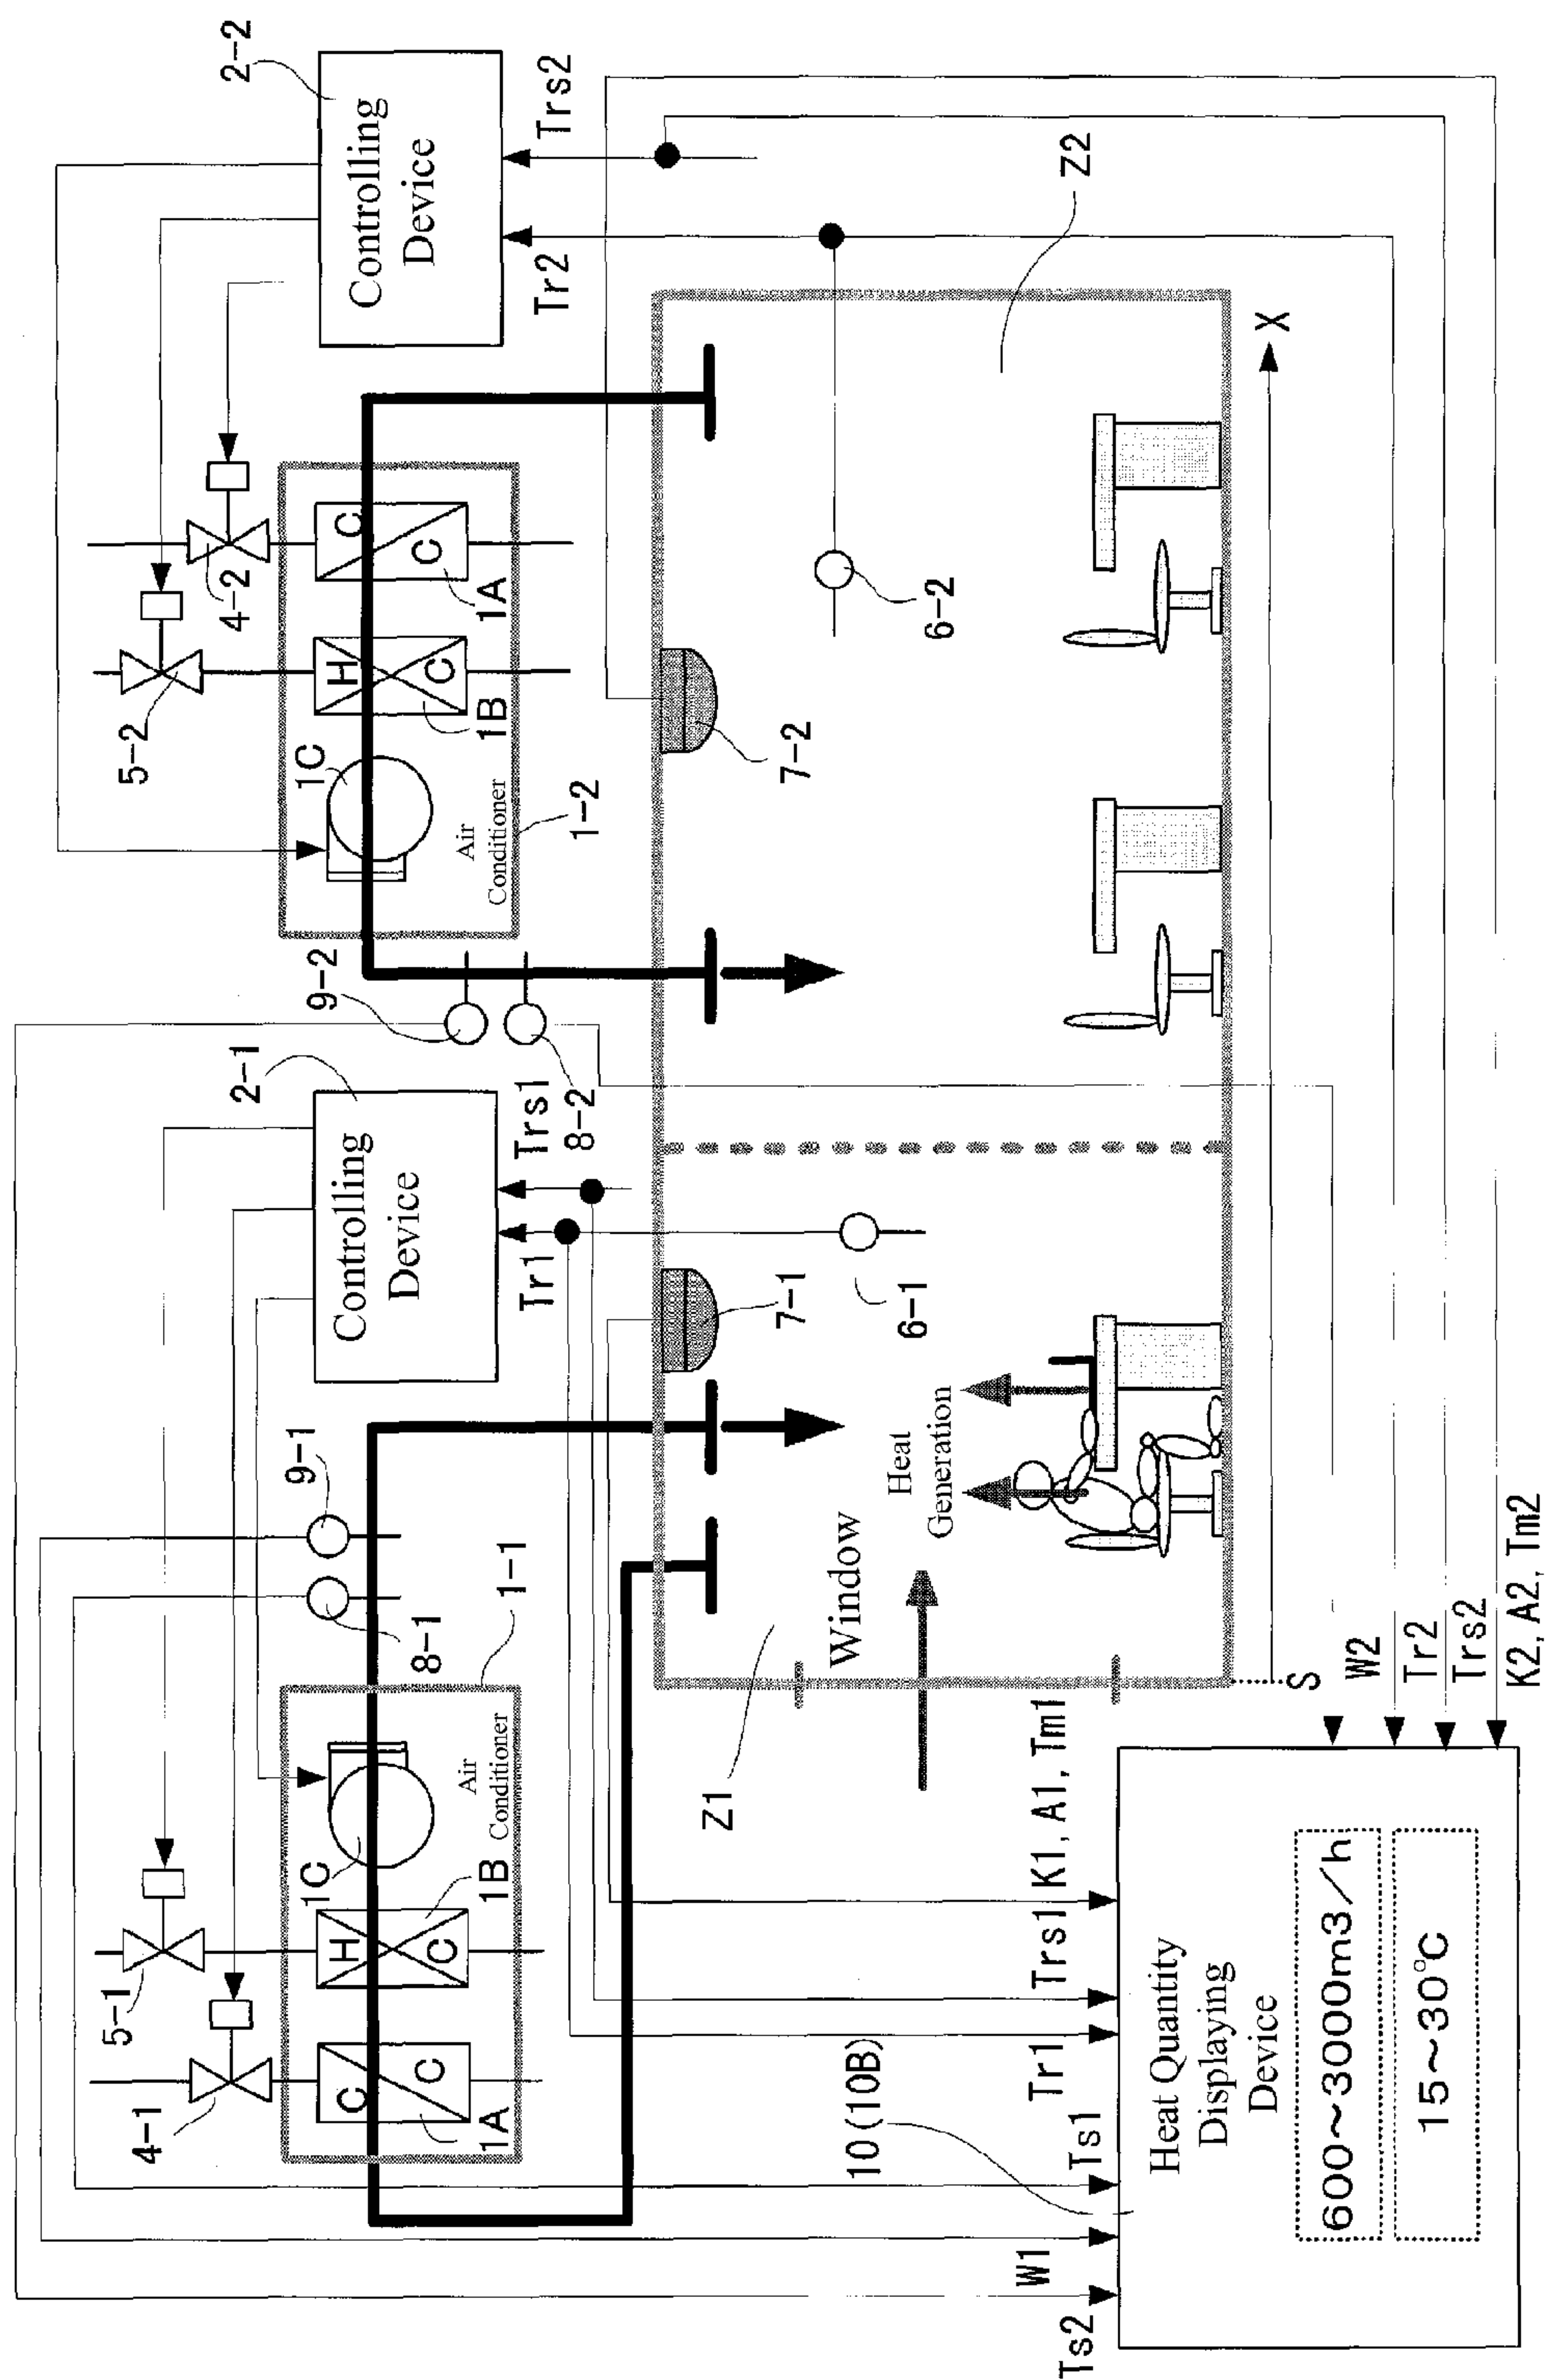 2-2
Controlling
Device
Trs2
Tr2
Z2
X
4-2
5-2
C
C
1A
H
C
1B
1C
Air
Conditioner
1-2
6-2
7-2
9-2
8-2
2-1
Controlling
Device
Trs1
Tr1
7-1
6-1
9-1
8-1
1-1
Heat
Generation
Window
Z1
S
5-1
4-1
1C
H
C
1B
C
C
1A
Air
Conditioner
W2
Tr2
Trs2
K2, A2, Tm2
K1, A1, Tm1
Trs1
Tr1
Ts1
W1
Ts2
10(10B)
Heat Quantity
Displaying
Device
600~3000m3/h
15~30℃